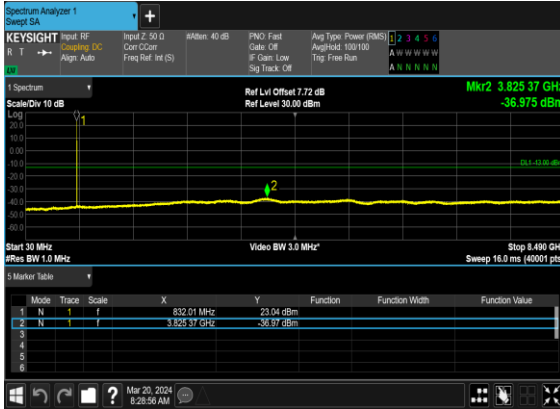 Spectrum Analyzer 1
Swept SA
+
KEYSIGHT Input: RF Input Z: 50 Ω #Atten: 40 dB PNO: Fast Avg Type: Power (RMS) 1 2 3 4 5 6
R T Coupling: DC Corr CCorr Gate: Off Avg|Hold: 100/100 A W W W W W
Align: Auto Freq Ref: Int (S) IF Gain: Low Trig: Free Run
Sig Track: Off A N N N N N
1 Spectrum Ref Lvl Offset 7.72 dB Mkr2 3.825 37 GHz
Scale/Div 10 dB Ref Level 30.00 dBm -36.975 dBm
Log
20.0
10.0
0.00
-10.0
-20.0
-30.0
-40.0
-50.0
-60.0
1
2
DL1 -13.00 dBm
Start 30 MHz Video BW 3.0 MHz* Stop 8.490 GH
#Res BW 1.0 MHz Sweep 16.0 ms (40001 pts
5 Marker Table
Mode Trace Scale X Y Function Function Width Function Value
1 N 1 f 832.01 MHz 23.04 dBm
2 N 1 f 3.825 37 GHz -36.97 dBm
3
4
5
6
? Mar 20, 2024
8:28:56 AM